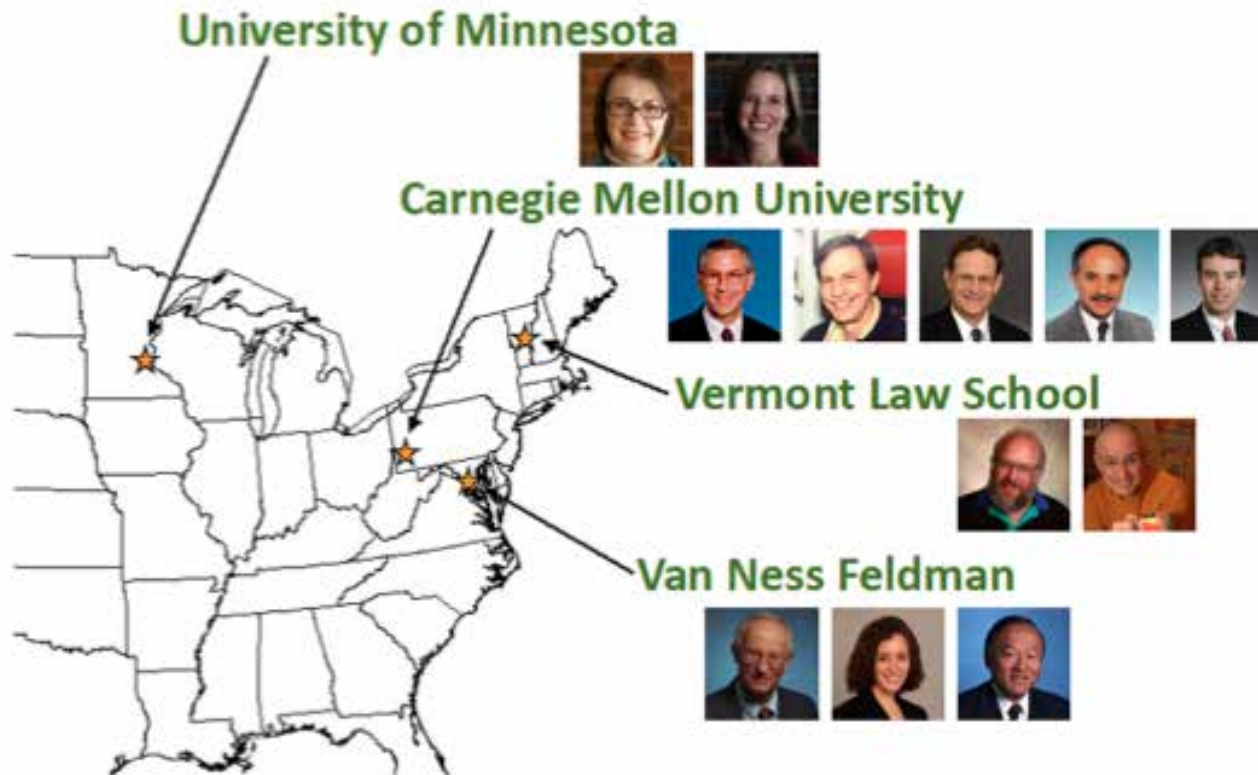 University of Minnesota
Carnegie Mellon University
Vermont Law School
Van Ness Feldman